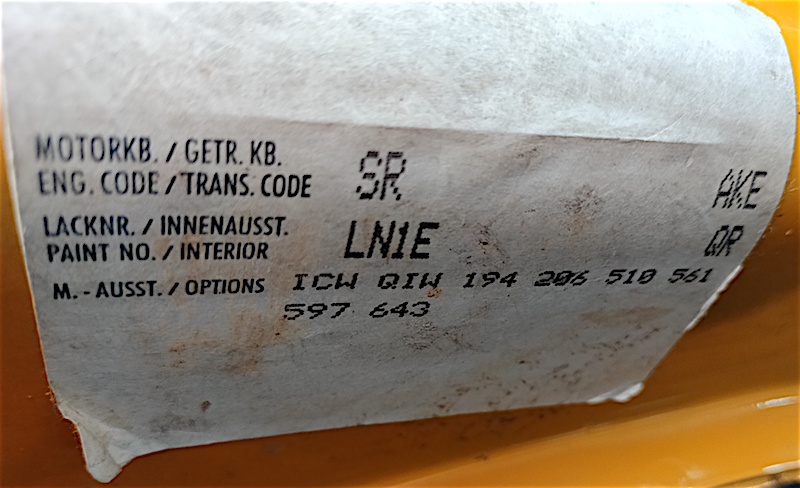 MOTORKB. / GETR. KB.
ENG. CODE / TRANS. CODE SR AKE
LACKNR. / INNENAUSST.
PAINT NO. / INTERIOR LN1E QR
M. - AUSST. / OPTIONS ICW QIW 194 206 510 561
597 643